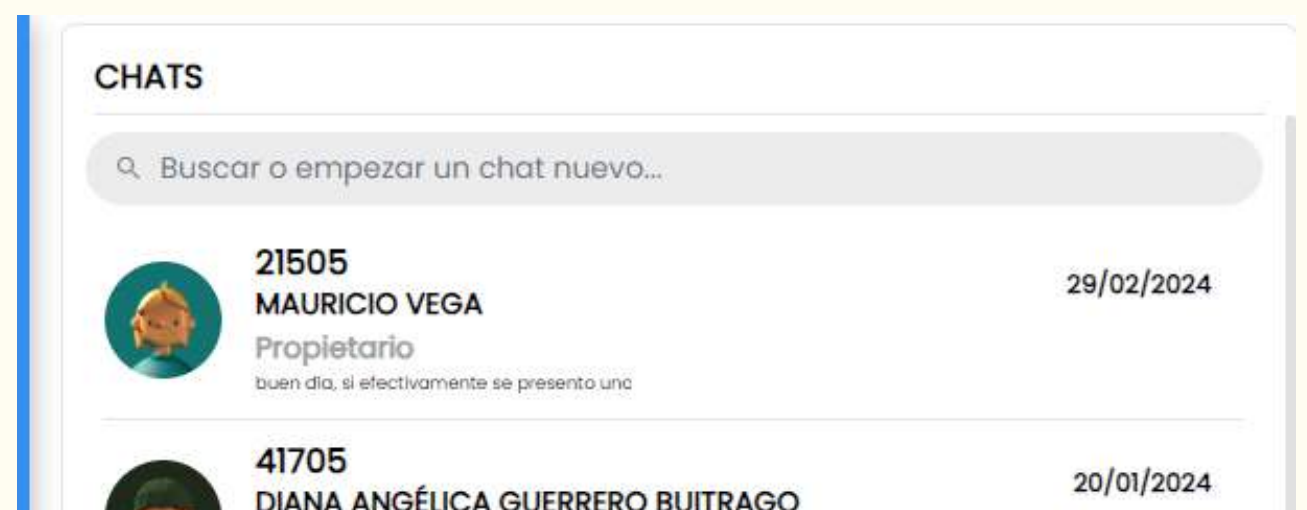 CHATS
Buscar o empezar un chat nuevo...
21505
29/02/2024
MAURICIO VEGA
Propietario
buen día, si efectivamente se presento una
41705
20/01/2024
DIANA ANGÉLICA GUERRERO BUITRAGO